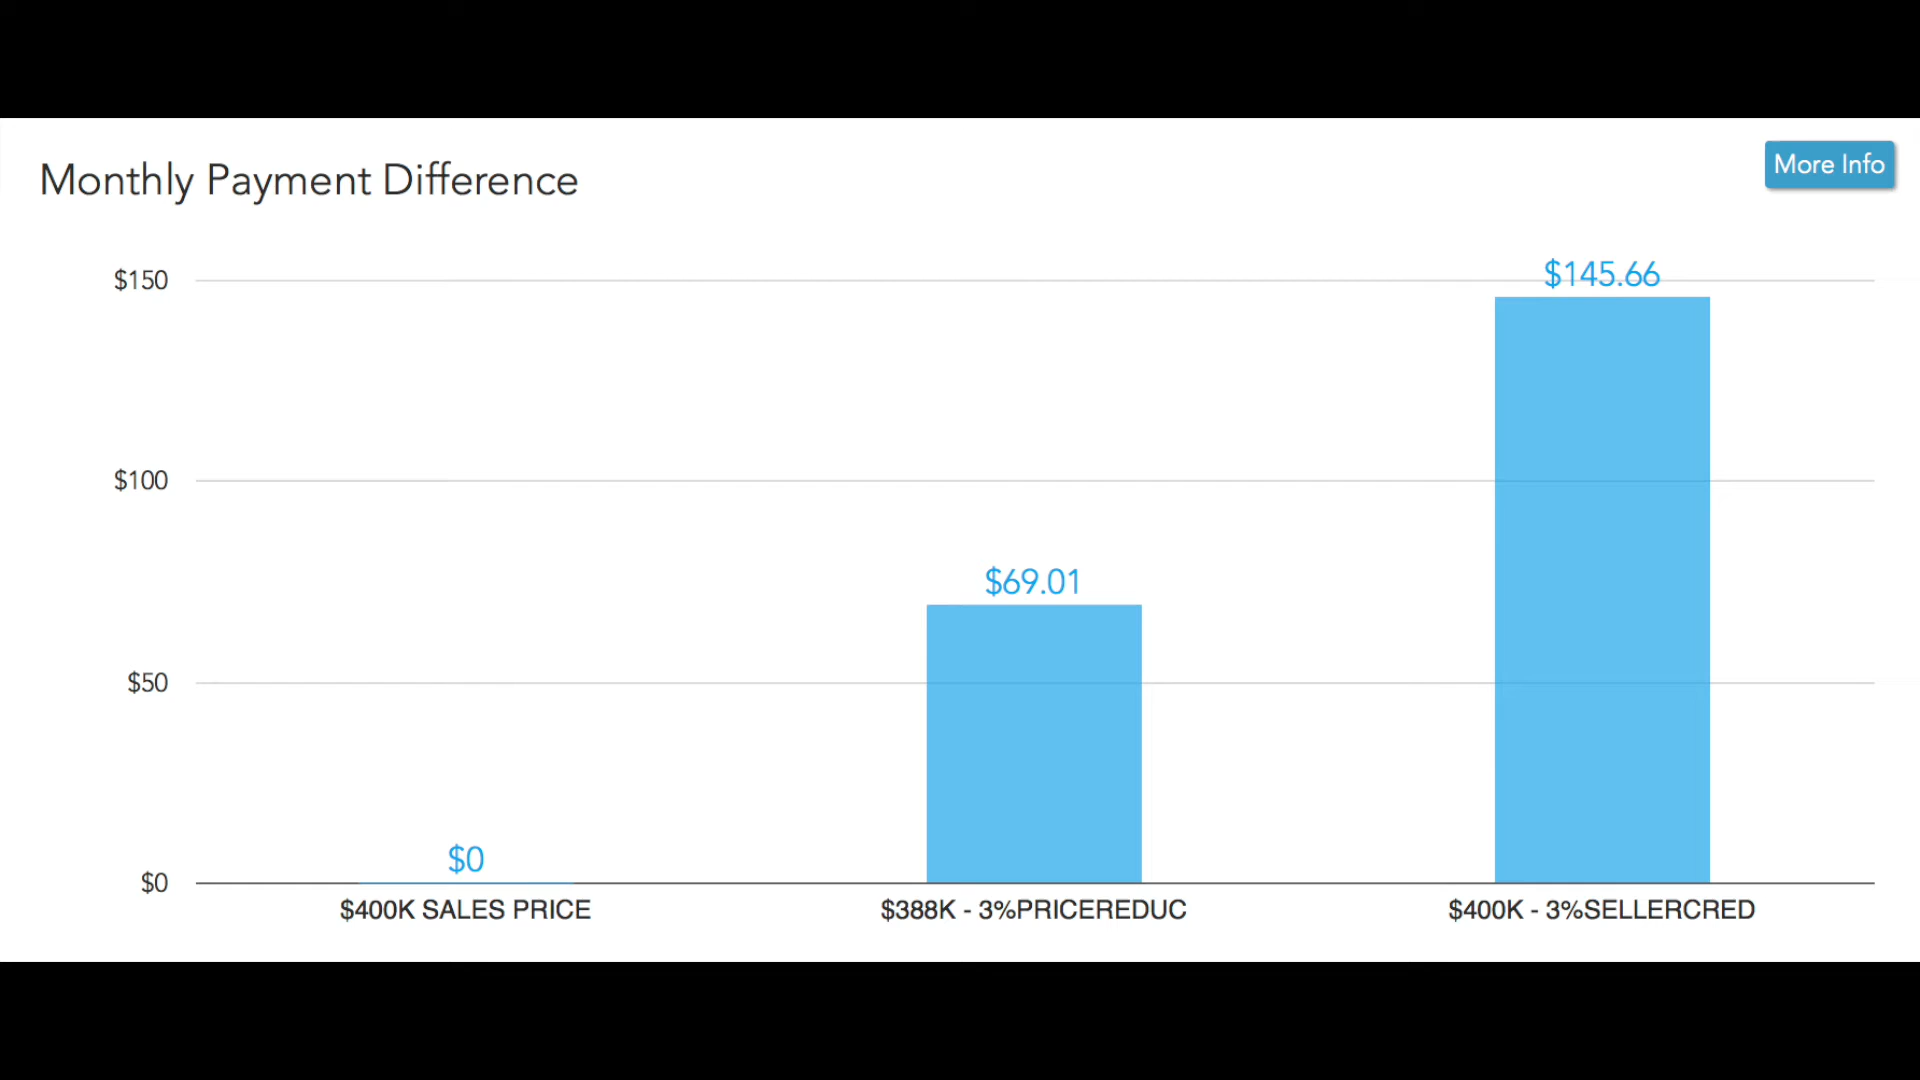 Monthly Payment Difference
More Info
$150
$145.66
$100
$69.01
$50
$0
$0
$400K SALES PRICE
$388K - 3%PRICEREDUC
$400K - 3%SELLERCRED